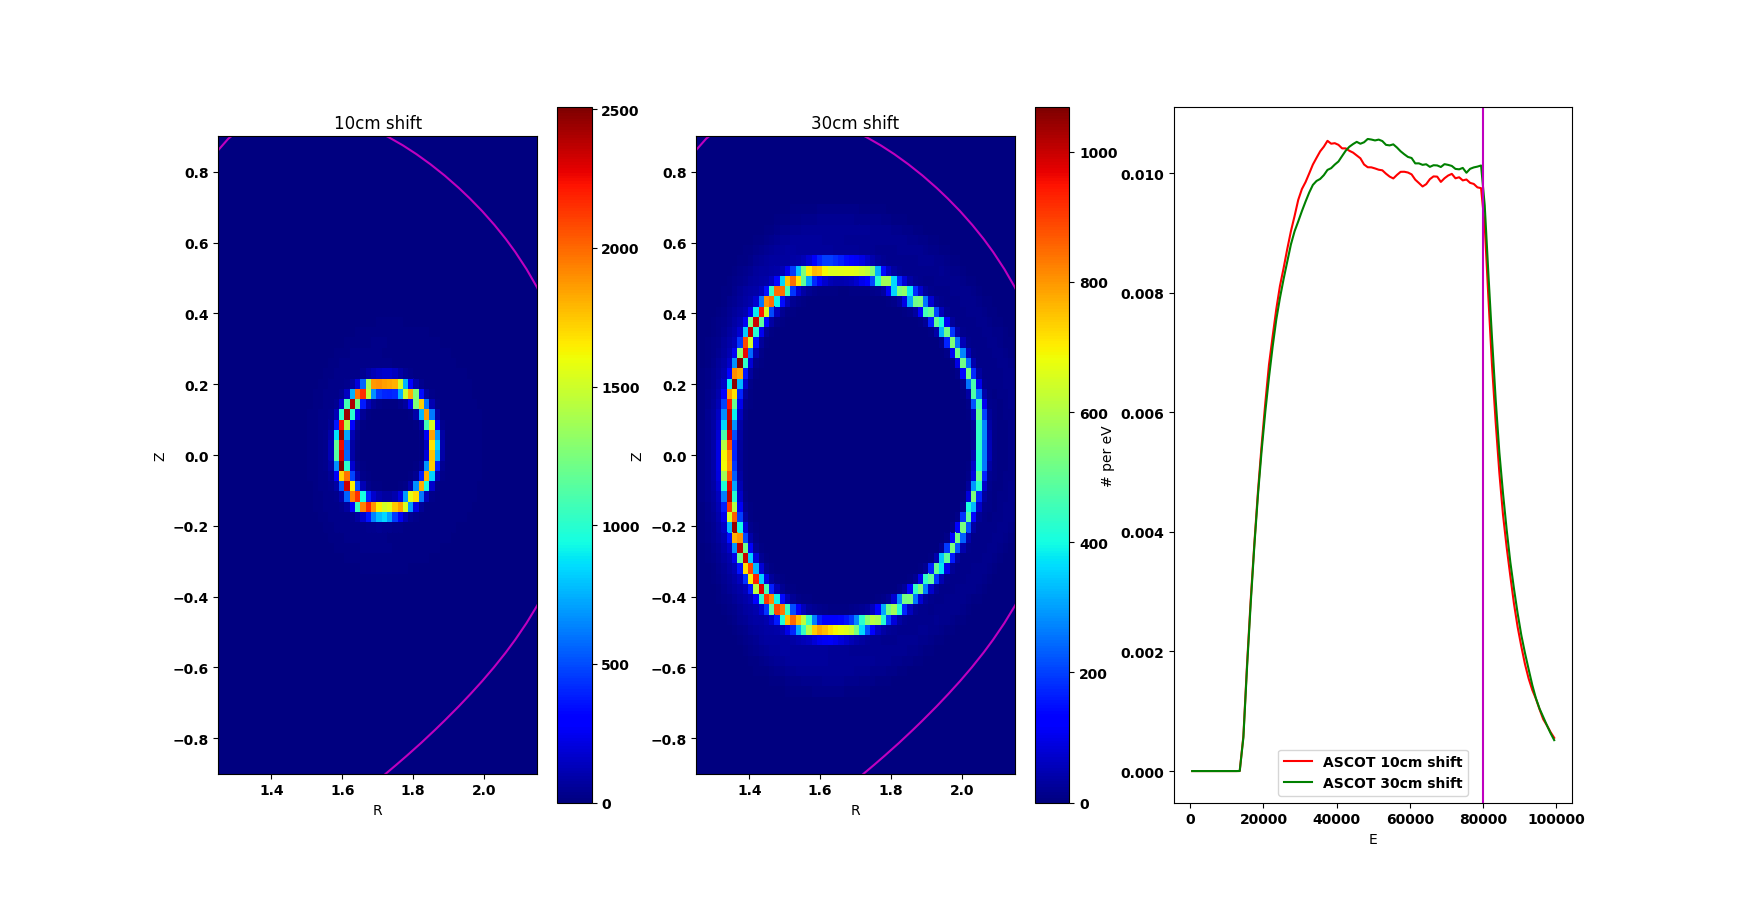 10cm shift
0.8
0.6
0.4
0.2
0.0
−0.2
−0.4
−0.6
−0.8
Z
1.4 1.6 1.8 2.0
R
2500
2000
1500
1000
500
0
30cm shift
0.8
0.6
0.4
0.2
0.0
−0.2
−0.4
−0.6
−0.8
Z
1.4 1.6 1.8 2.0
R
1000
800
600
400
200
0
# per eV
0.010
0.008
0.006
0.004
0.002
0.000
ASCOT 10cm shift
ASCOT 30cm shift
0 20000 40000 60000 80000 100000
E